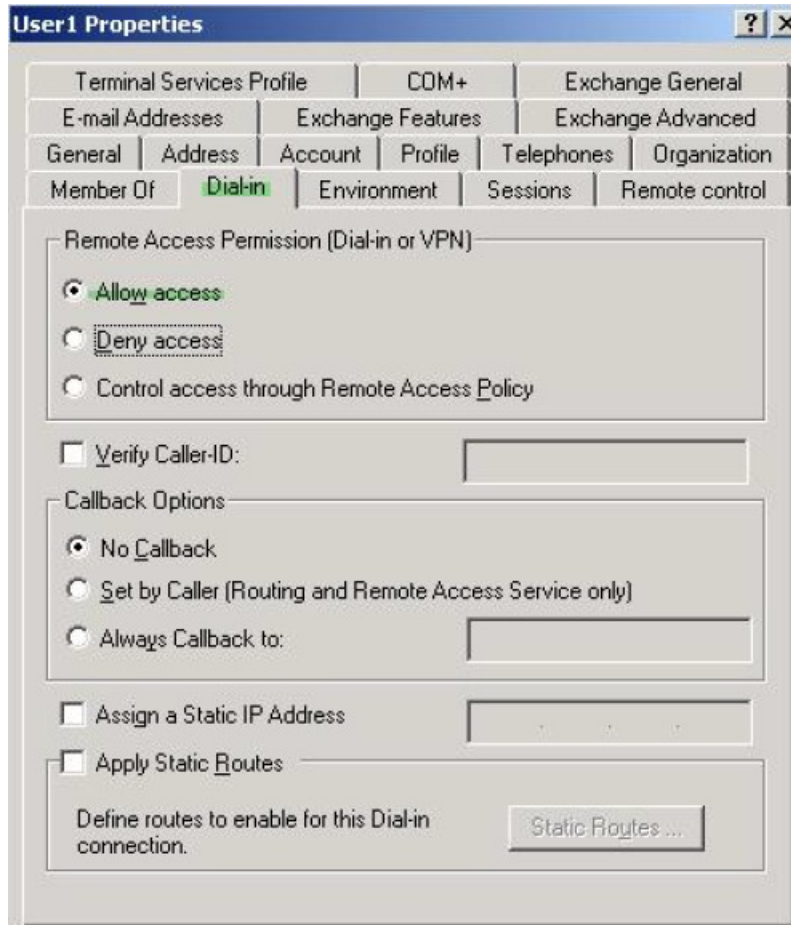 User1 Properties
Terminal Services Profile COM+ Exchange General
E-mail Addresses Exchange Features Exchange Advanced
General Address Account Profile Telephones Organization
Member Of Dial-in Environment Sessions Remote control
Remote Access Permission (Dial-in or VPN)
Allow access
Deny access
Control access through Remote Access Policy
Verify Caller-ID:
Callback Options
No Callback
Set by Caller (Routing and Remote Access Service only)
Always Callback to:
Assign a Static IP Address
Apply Static Routes
Define routes to enable for this Dial-in
connection.
Static Routes ...